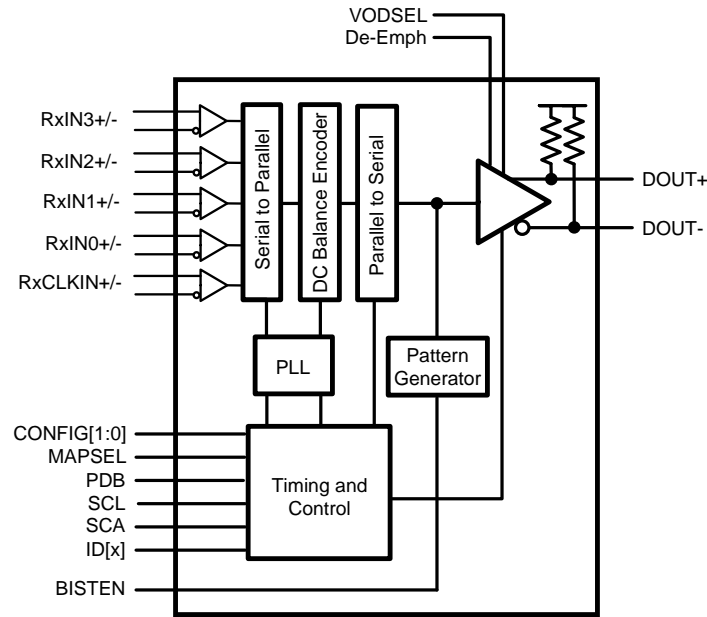 VODSEL
De-Emph
RxIN3+/-
RxIN2+/-
RxIN1+/-
RxIN0+/-
RxCLKIN+/-
Serial to Parallel
DC Balance Encoder
Parallel to Serial
DOUT+
DOUT-
PLL
Pattern
Generator
CONFIG[1:0]
MAPSEL
PDB
SCL
SCA
ID[x]
BISTEN
Timing and
Control